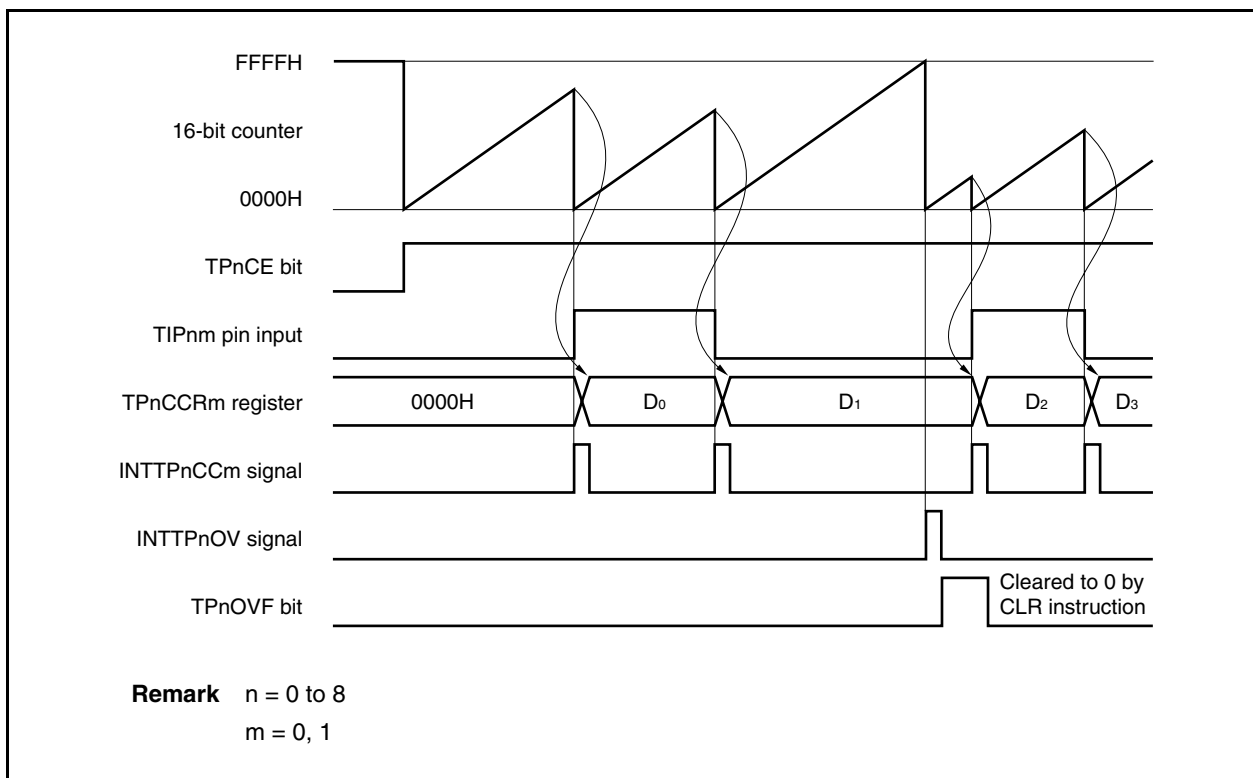 FFFFH
16-bit counter
0000H
TPnCE bit
TIPnm pin input
TPnCCRm register
0000H
D0
D1
D2
D3
INTTPnCCm signal
INTTPnOV signal
TPnOVF bit
Cleared to 0 by
CLR instruction
Remark n = 0 to 8
m = 0, 1